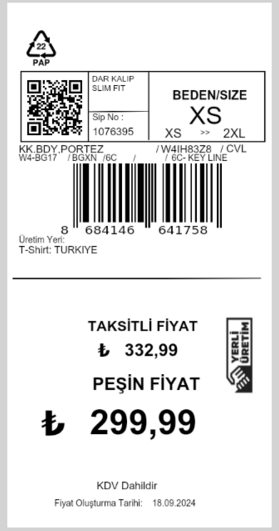 22
PAP
DAR KALIP
SLIM FIT
Sip No :
1076395
BEDEN/SIZE
XS
XS >> 2XL
KK.BDY.PORTEZ / W4IH83Z8 / CVL
W4-BG17 / BGXN / 6C / / 6C- KEY LINE
8 684146 641758
Üretim Yeri:
T-Shirt: TURKIYE
TAKSİTLİ FİYAT
₺ 332,99
PEŞİN FİYAT
₺ 299,99
YERLİ
ÜRETİM
KDV Dahildir
Fiyat Oluşturma Tarihi: 18.09.2024